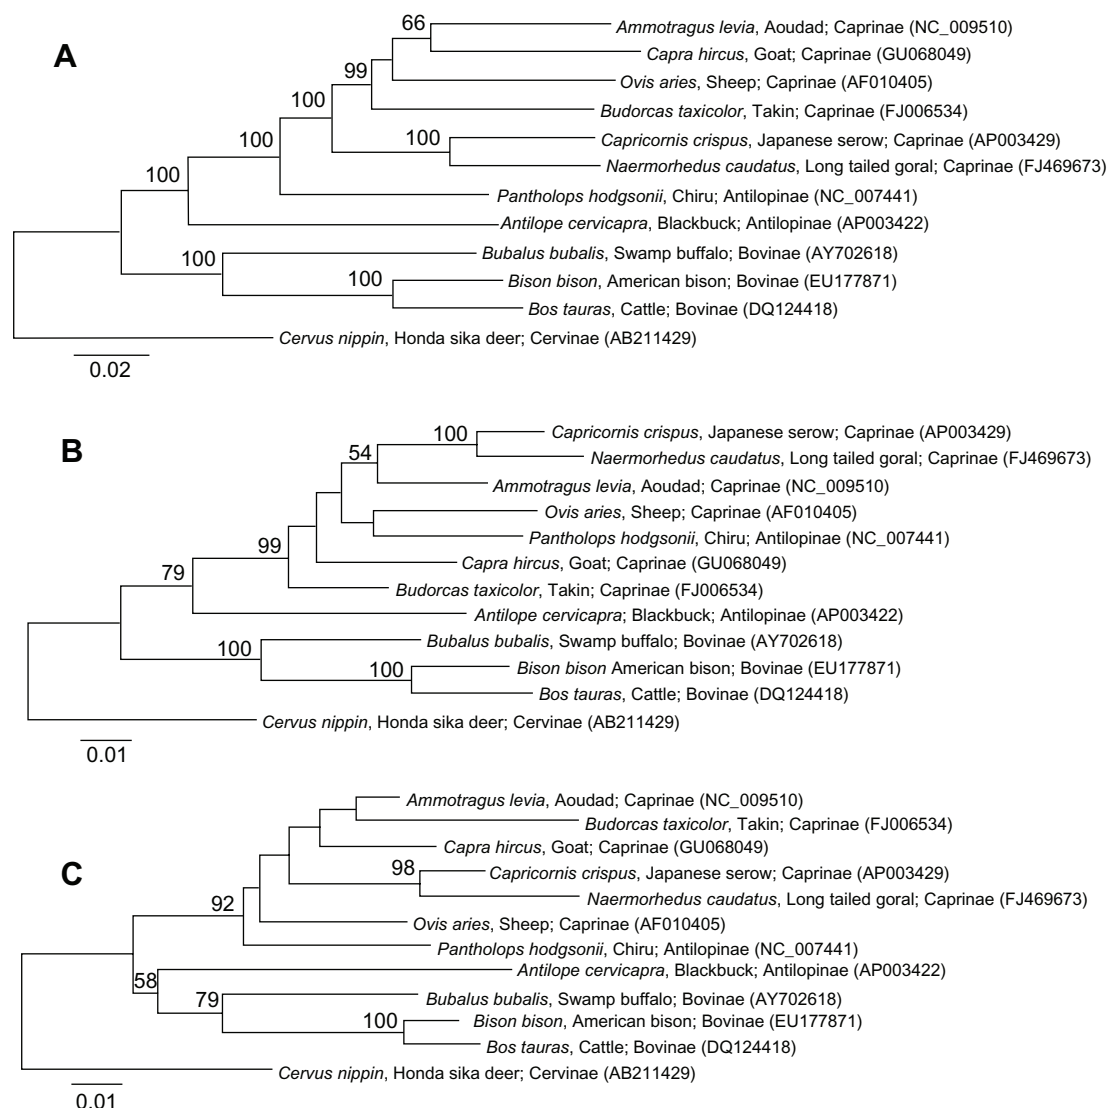 A
66
Ammotragus levia, Aoudad; Caprinae (NC_009510)
Capra hircus, Goat; Caprinae (GU068049)
99
Ovis aries, Sheep; Caprinae (AF010405)
100
Budorcas taxicolor, Takin; Caprinae (FJ006534)
100
100
Capricornis crispus, Japanese serow; Caprinae (AP003429)
Naermorhedus caudatus, Long tailed goral; Caprinae (FJ469673)
100
Pantholops hodgsonii, Chiru; Antilopinae (NC_007441)
Antilope cervicapra, Blackbuck; Antilopinae (AP003422)
100
Bubalus bubalis, Swamp buffalo; Bovinae (AY702618)
100
Bison bison, American bison; Bovinae (EU177871)
Bos tauras, Cattle; Bovinae (DQ124418)
Cervus nippin, Honda sika deer; Cervinae (AB211429)
0.02
B
100
Capricornis crispus, Japanese serow; Caprinae (AP003429)
54
Naermorhedus caudatus, Long tailed goral; Caprinae (FJ469673)
Ammotragus levia, Aoudad; Caprinae (NC_009510)
Ovis aries, Sheep; Caprinae (AF010405)
Pantholops hodgsonii, Chiru; Antilopinae (NC_007441)
99
Capra hircus, Goat; Caprinae (GU068049)
79
Budorcas taxicolor, Takin; Caprinae (FJ006534)
Antilope cervicapra; Blackbuck; Antilopinae (AP003422)
100
Bubalus bubalis, Swamp buffalo; Bovinae (AY702618)
100
Bison bison American bison; Bovinae (EU177871)
Bos tauras, Cattle; Bovinae (DQ124418)
Cervus nippin, Honda sika deer; Cervinae (AB211429)
0.01
C
Ammotragus levia, Aoudad; Caprinae (NC_009510)
Budorcas taxicolor, Takin; Caprinae (FJ006534)
Capra hircus, Goat; Caprinae (GU068049)
98
Capricornis crispus, Japanese serow; Caprinae (AP003429)
Naermorhedus caudatus, Long tailed goral; Caprinae (FJ469673)
92
Ovis aries, Sheep; Caprinae (AF010405)
Pantholops hodgsonii, Chiru; Antilopinae (NC_007441)
Antilope cervicapra, Blackbuck; Antilopinae (AP003422)
58
79
Bubalus bubalis, Swamp buffalo; Bovinae (AY702618)
100
Bison bison, American bison; Bovinae (EU177871)
Bos tauras, Cattle; Bovinae (DQ124418)
Cervus nippin, Honda sika deer; Cervinae (AB211429)
0.01